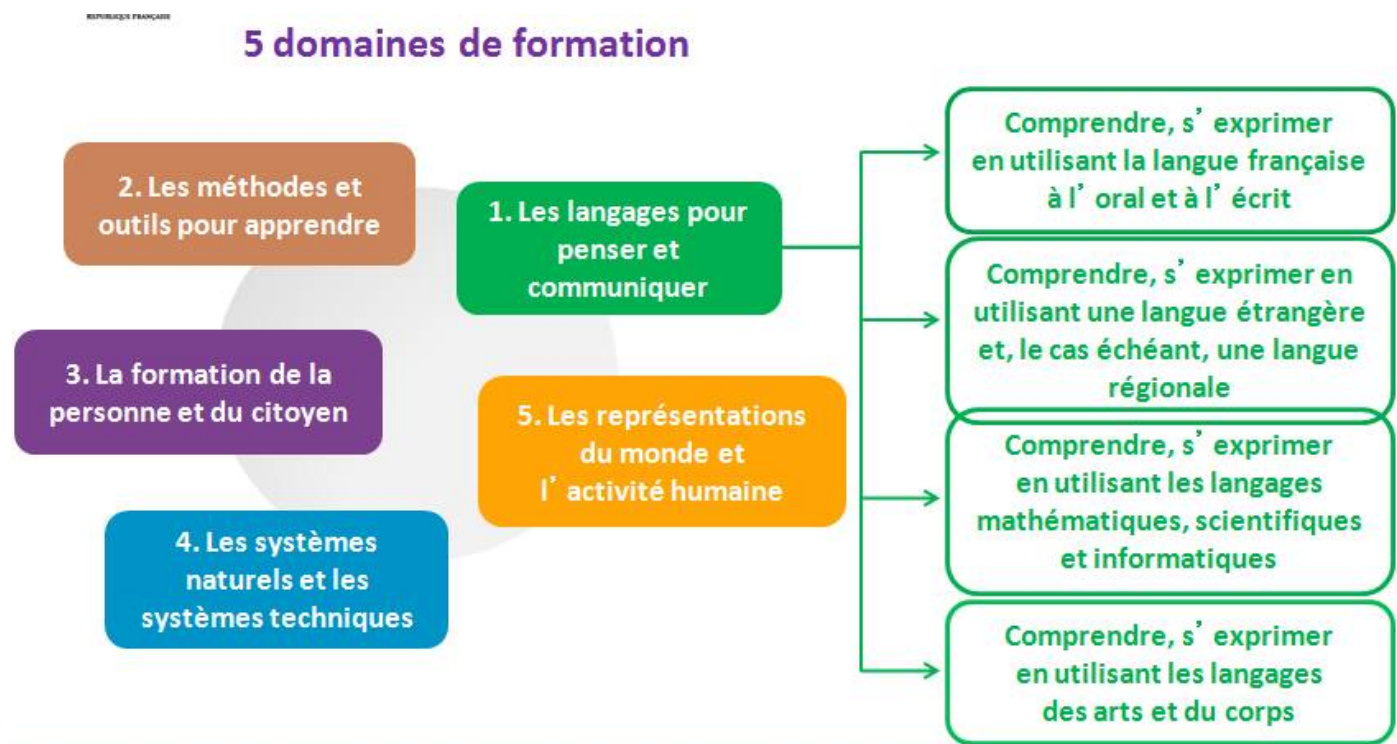 RÉPUBLIQUE FRANÇAISE
5 domaines de formation
2. Les méthodes et
outils pour apprendre
1. Les langages pour
penser et
communiquer
3. La formation de la
personne et du citoyen
5. Les représentations
du monde et
l’ activité humaine
4. Les systèmes
naturels et les
systèmes techniques
Comprendre, s’ exprimer
en utilisant la langue française
à l’ oral et à l’ écrit
Comprendre, s’ exprimer en
utilisant une langue étrangère
et, le cas échéant, une langue
régionale
Comprendre, s’ exprimer
en utilisant les langages
mathématiques, scientifiques
et informatiques
Comprendre, s’ exprimer
en utilisant les langages
des arts et du corps